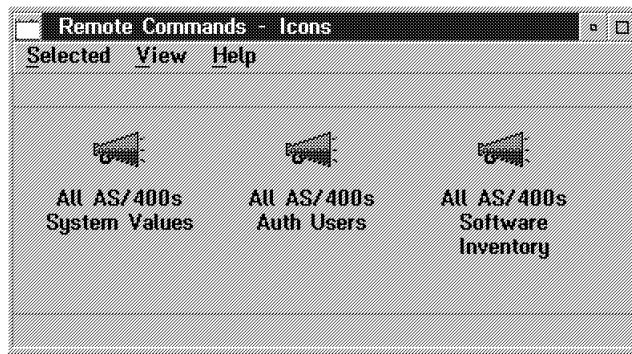 Remote Commands - Icons
Selected View Help
All AS/400s
System Values
All AS/400s
Auth Users
All AS/400s
Software
Inventory